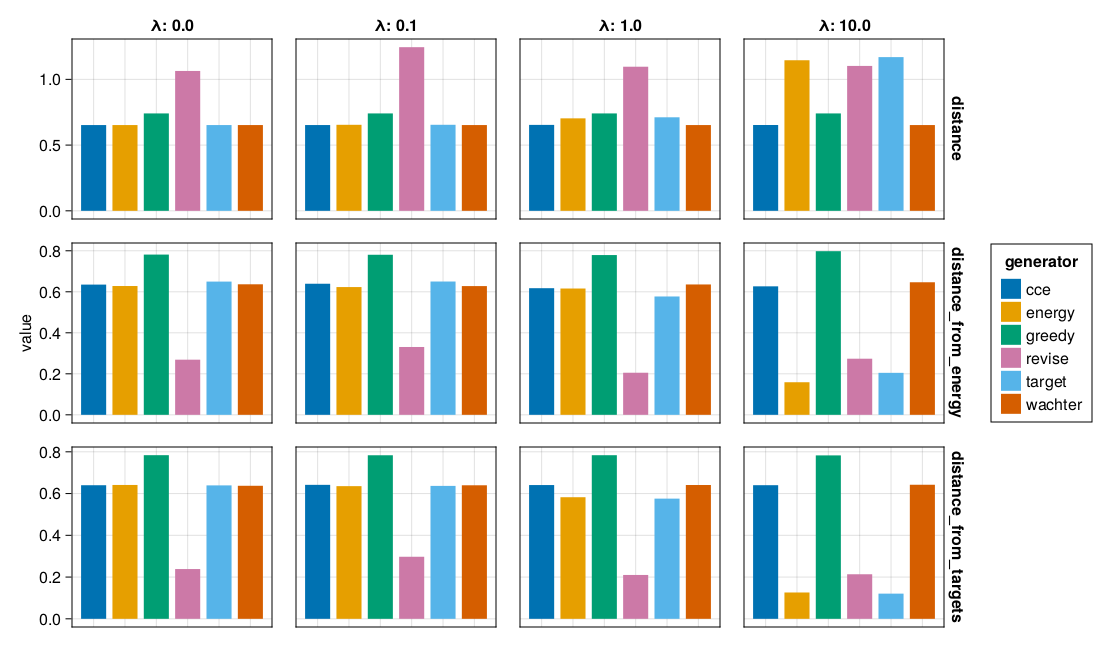 λ: 0.0
λ: 0.1
λ: 1.0
λ: 10.0
1.0
0.5
0.0
distance
0.8
0.6
0.4
0.2
0.0
distance_from_energy
value
0.8
0.6
0.4
0.2
0.0
distance_from_targets
generator
cce
energy
greedy
revise
target
wachter